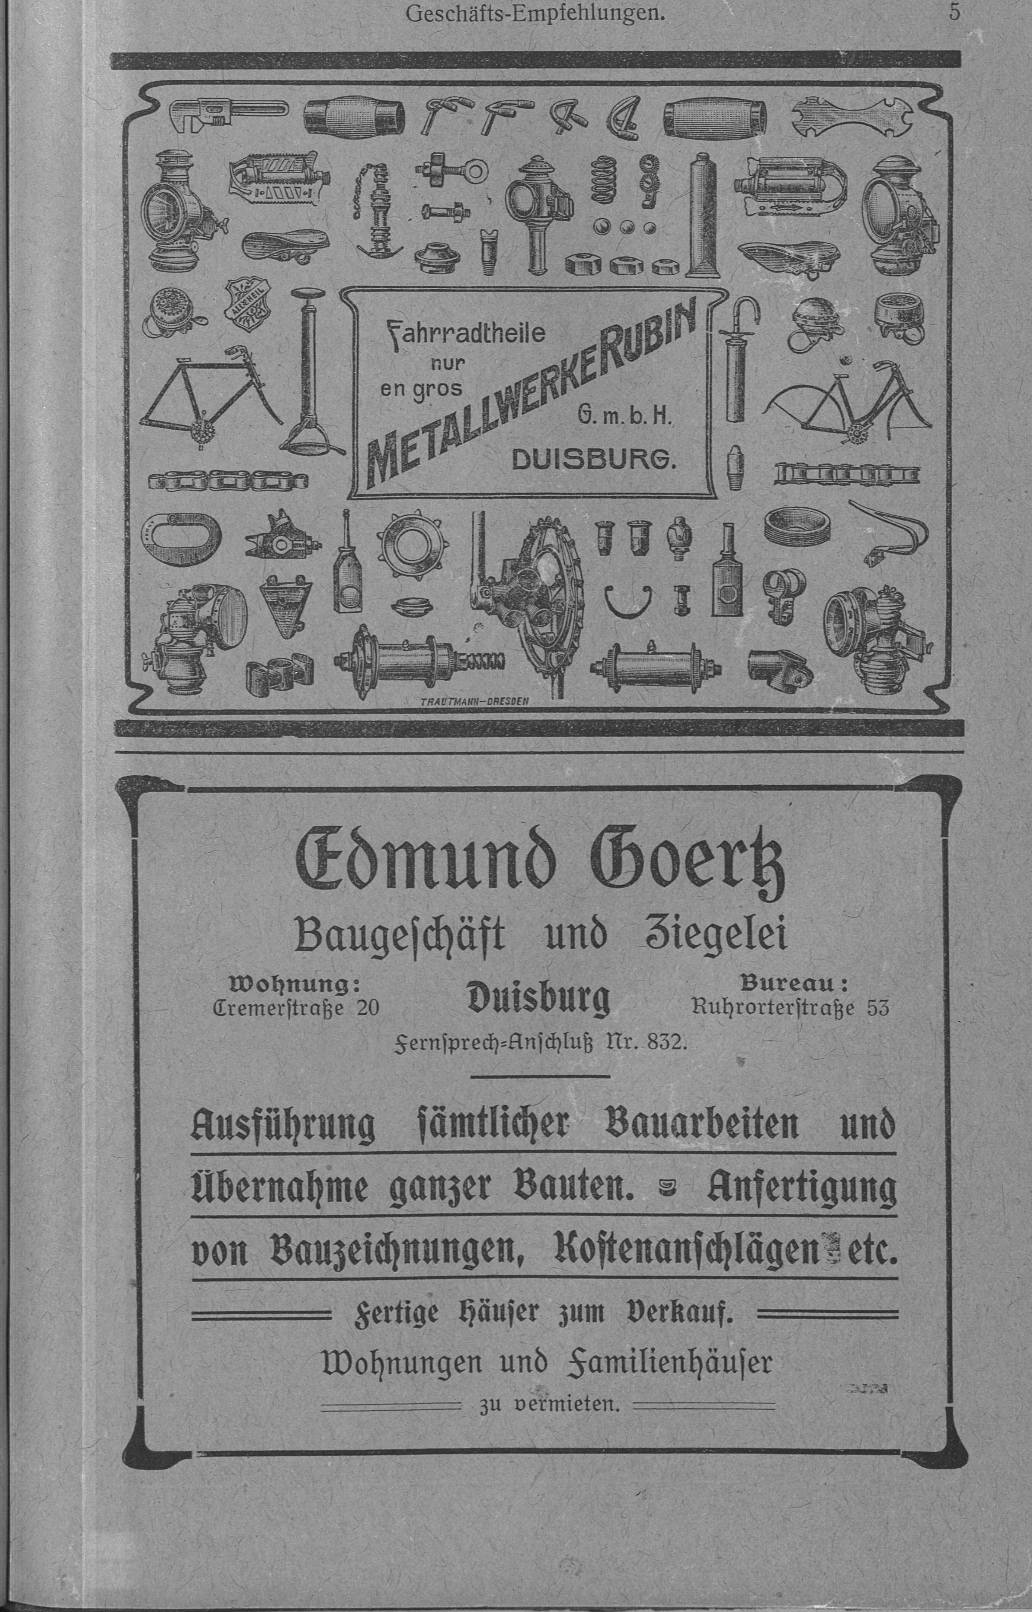 Geschäfts-Empfehlungen. 5
ALLES HEIL
Fahrradtheile
nur
en gros
METALLWERKE RUBIN
G. m. b. H.
DUISBURG.
TRAUTMANN–DRESDEN
Edmund Goertz
Baugeschäft und Ziegelei
Wohnung: Duisburg Bureau:
Cremerstraße 20 Ruhrorterstraße 53
Fernsprech-Anschluß Nr. 832.
Ausführung sämtlicher Bauarbeiten und
Übernahme ganzer Bauten. Anfertigung
von Bauzeichnungen, Kostenanschlägen etc.
Fertige Häuser zum Verkauf.
Wohnungen und Familienhäuser
zu vermieten.